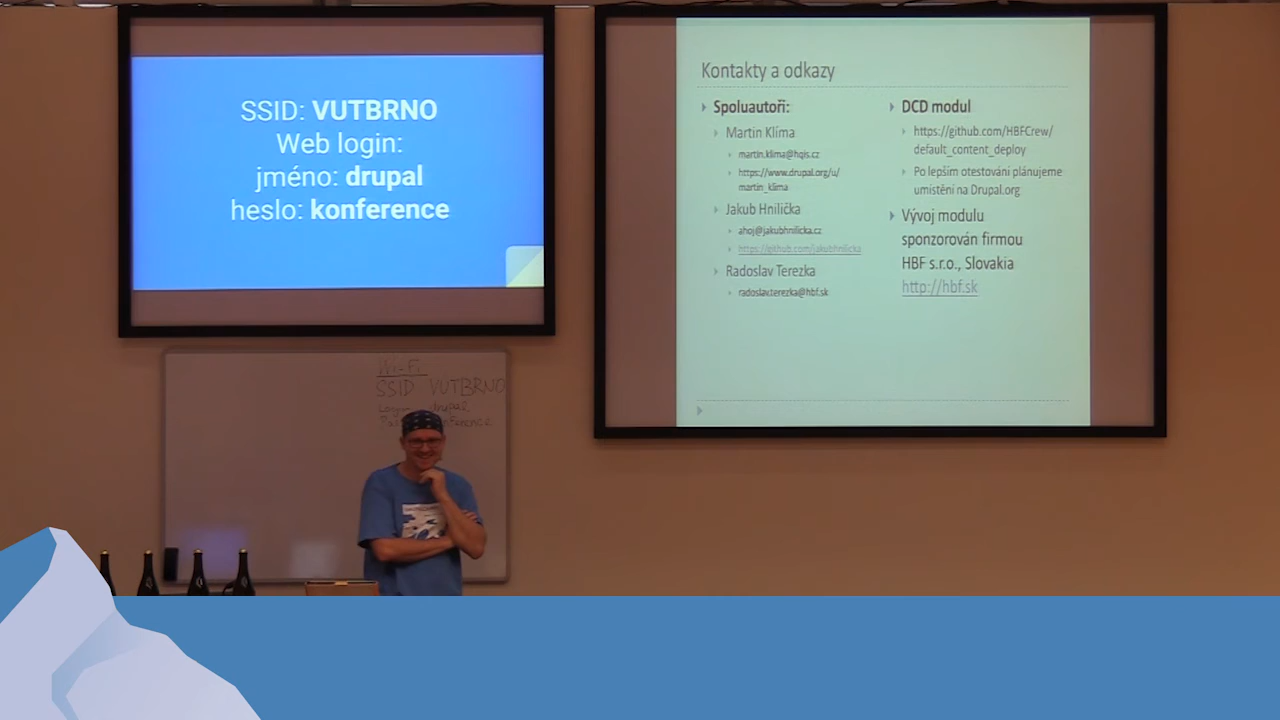 SSID: VUTBRNO
Web login:
jméno: drupal
heslo: konference
Kontakty a odkazy
Spoluautoři:
Martin Klíma
martin.klima@hqis.cz
https://www.drupal.org/u/
martin_klima
Jakub Hnilička
ahoj@jakubhnilicka.cz
https://github.com/jakubhnilicka
Radoslav Terezka
radoslav.terezka@hbf.sk
DCD modul
https://github.com/HBFCrew/
default_content_deploy
Po lepším otestování plánujeme
umístění na Drupal.org
Vývoj modulu
sponzorován firmou
HBF s.r.o., Slovakia
http://hbf.sk
Wi-Fi
SSID VUTBRNO
Login drupal